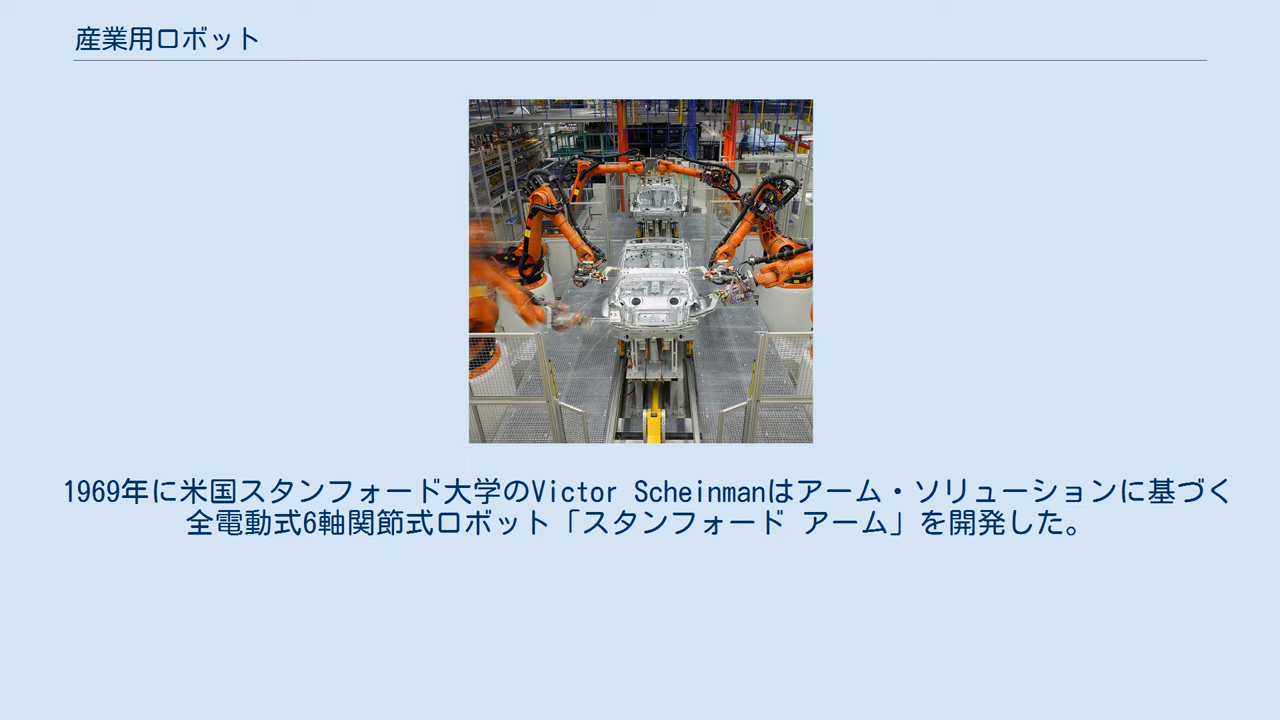 産業用ロボット
1969年に米国スタンフォード大学のVictor Scheinmanはアーム・ソリューションに基づく
全電動式6軸関節式ロボット「スタンフォード アーム」を開発した。